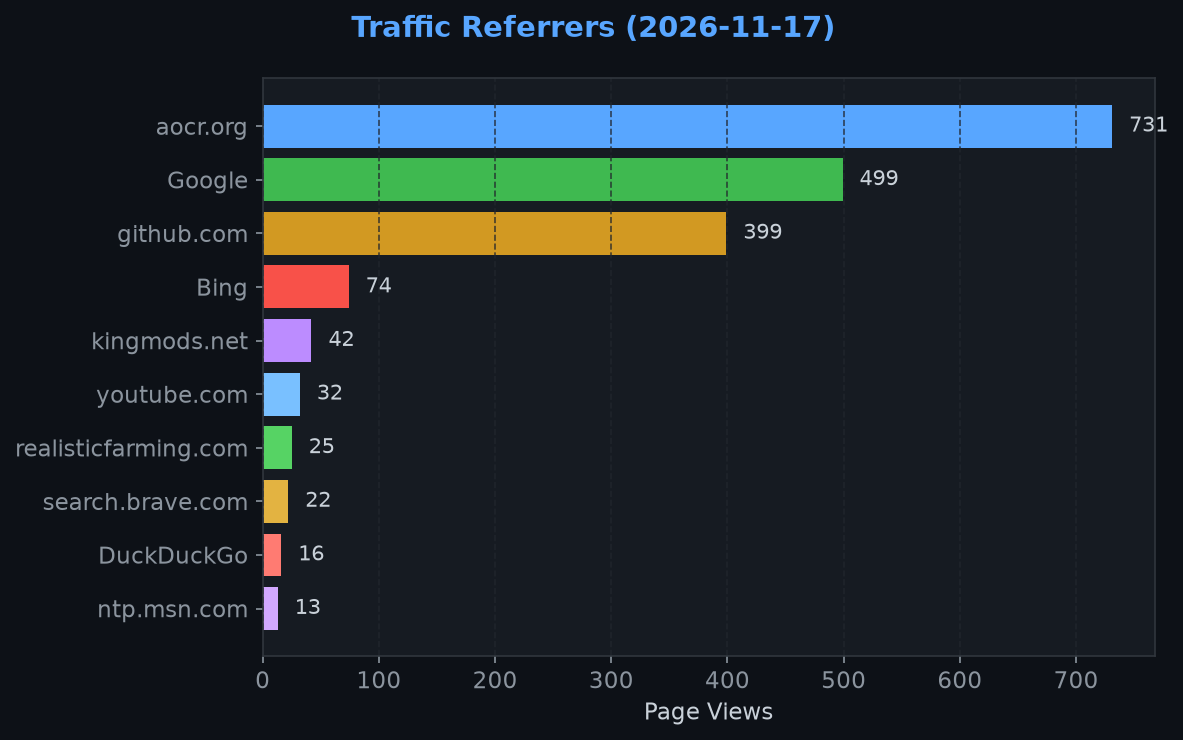 Traffic Referrers (2026-11-17)
aocr.org 731
Google 499
github.com 399
Bing 74
kingmods.net 42
youtube.com 32
realisticfarming.com 25
search.brave.com 22
DuckDuckGo 16
ntp.msn.com 13
0 100 200 300 400 500 600 700
Page Views